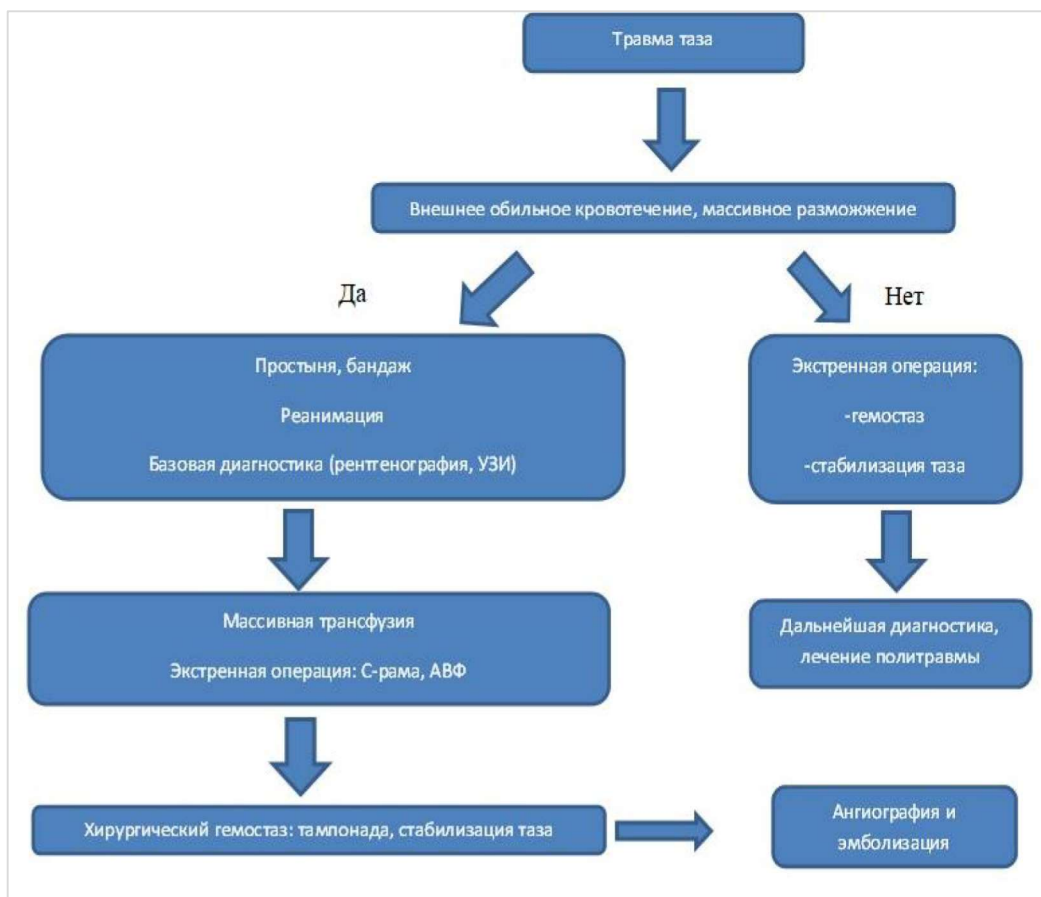 Травма таза
Внешнее обильное кровотечение, массивное размозжение
Да
Нет
Простыня, бандаж
Реанимация
Базовая диагностика (рентгенография, УЗИ)
Экстренная операция:
-гемостаз
-стабилизация таза
Массивная трансфузия
Экстренная операция: С-рама, АВФ
Дальнейшая диагностика,
лечение политравмы
Хирургический гемостаз: тампонада, стабилизация таза
Ангиография и
эмболизация